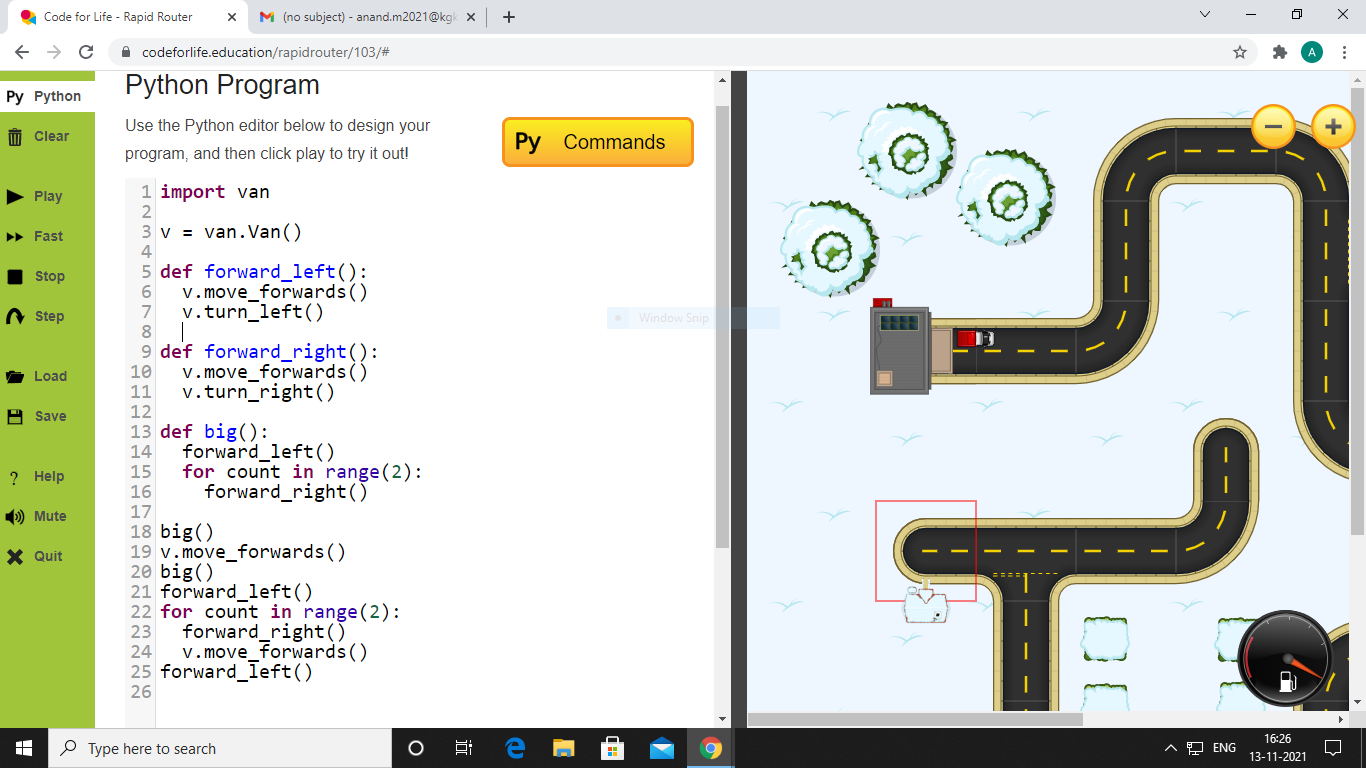 Code for Life - Rapid Router
(no subject) - anand.m2021@kgk
codeforlife.education/rapidrouter/103/#
A
Py Python
Clear
Play
Fast
Stop
Step
Load
Save
? Help
Mute
Quit
Python Program
Use the Python editor below to design your
program, and then click play to try it out!
Py Commands
1 import van
2
3 v = van.Van()
4
5 def forward_left():
6 v.move_forwards()
7 v.turn_left()
8
9 def forward_right():
10 v.move_forwards()
11 v.turn_right()
12
13 def big():
14 forward_left()
15 for count in range(2):
16 forward_right()
17
18 big()
19 v.move_forwards()
20 big()
21 forward_left()
22 for count in range(2):
23 forward_right()
24 v.move_forwards()
25 forward_left()
26
Window Snip
Type here to search
ENG
16:26
13-11-2021